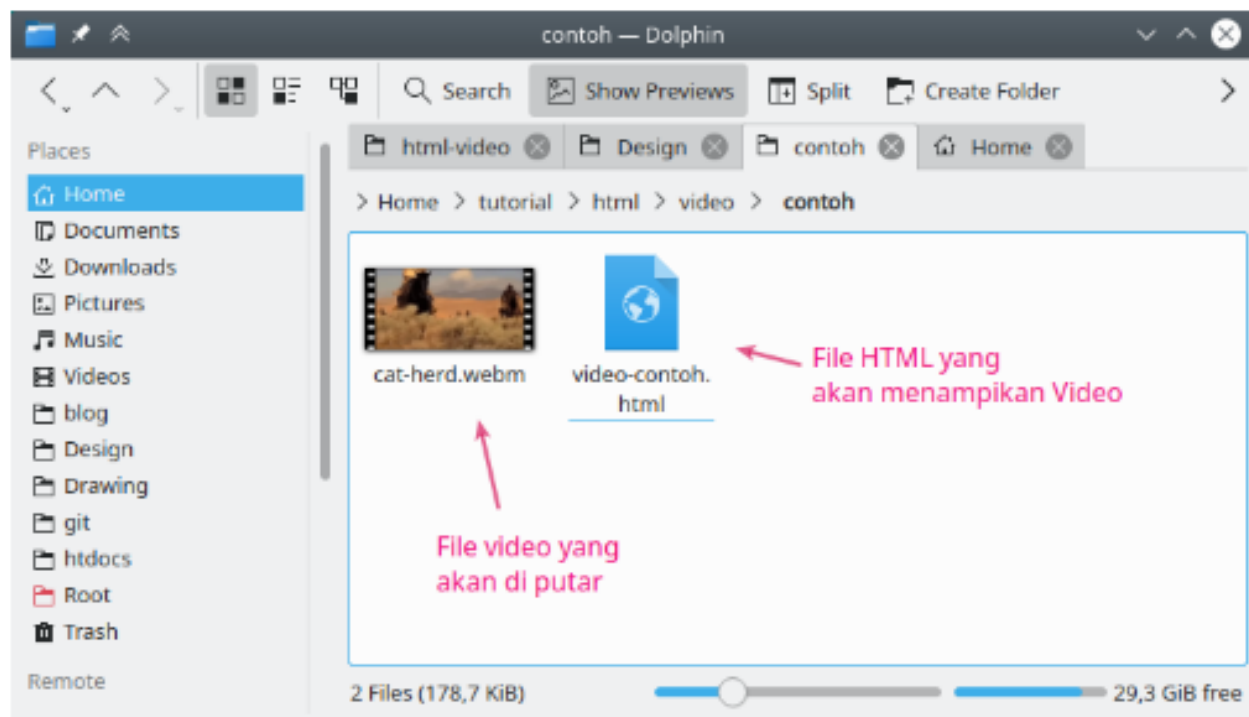 contoh — Dolphin
Search
Show Previews
Split
Create Folder
Places
Home
Documents
Downloads
Pictures
Music
Videos
blog
Design
Drawing
git
htdocs
Root
Trash
Remote
html-video
Design
contoh
Home
> Home > tutorial > html > video > contoh
cat-herd.webm
video-contoh.
html
File HTML yang
akan menampikan Video
File video yang
akan di putar
2 Files (178,7 KiB)
29,3 GiB free